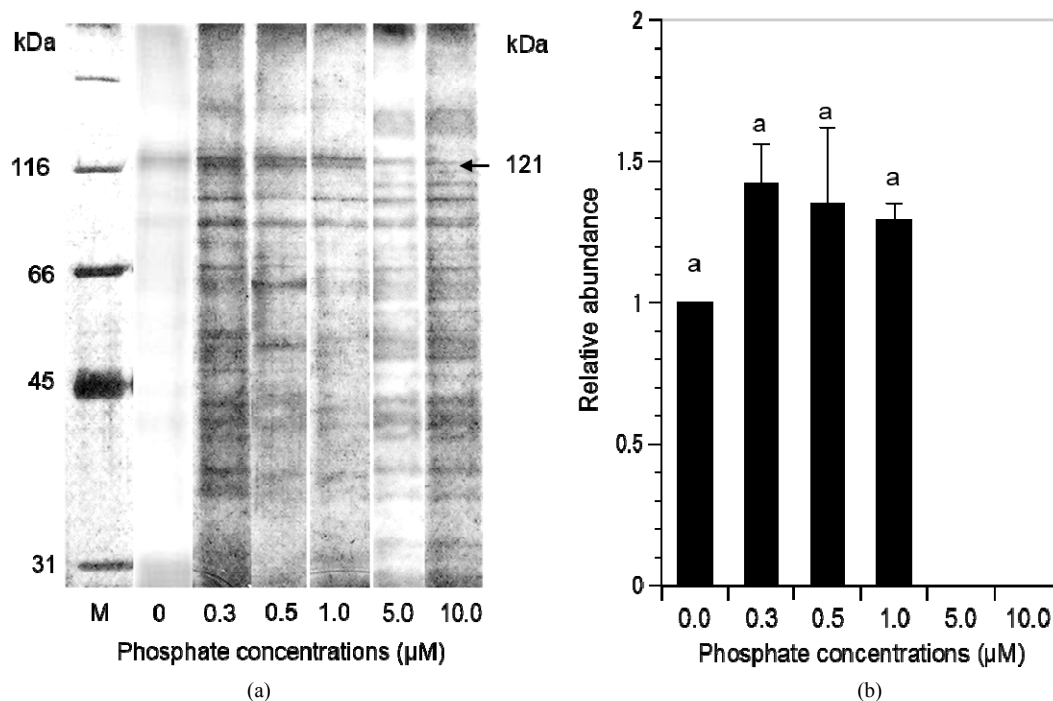 kDa
116
66
45
31
M 0 0.3 0.5 1.0 5.0 10.0
Phosphate concentrations (µM)
(a)
kDa
121
2
1.5
1
0.5
0
Relative abundance
a
a
a
a
0.0 0.3 0.5 1.0 5.0 10.0
Phosphate concentrations (µM)
(b)